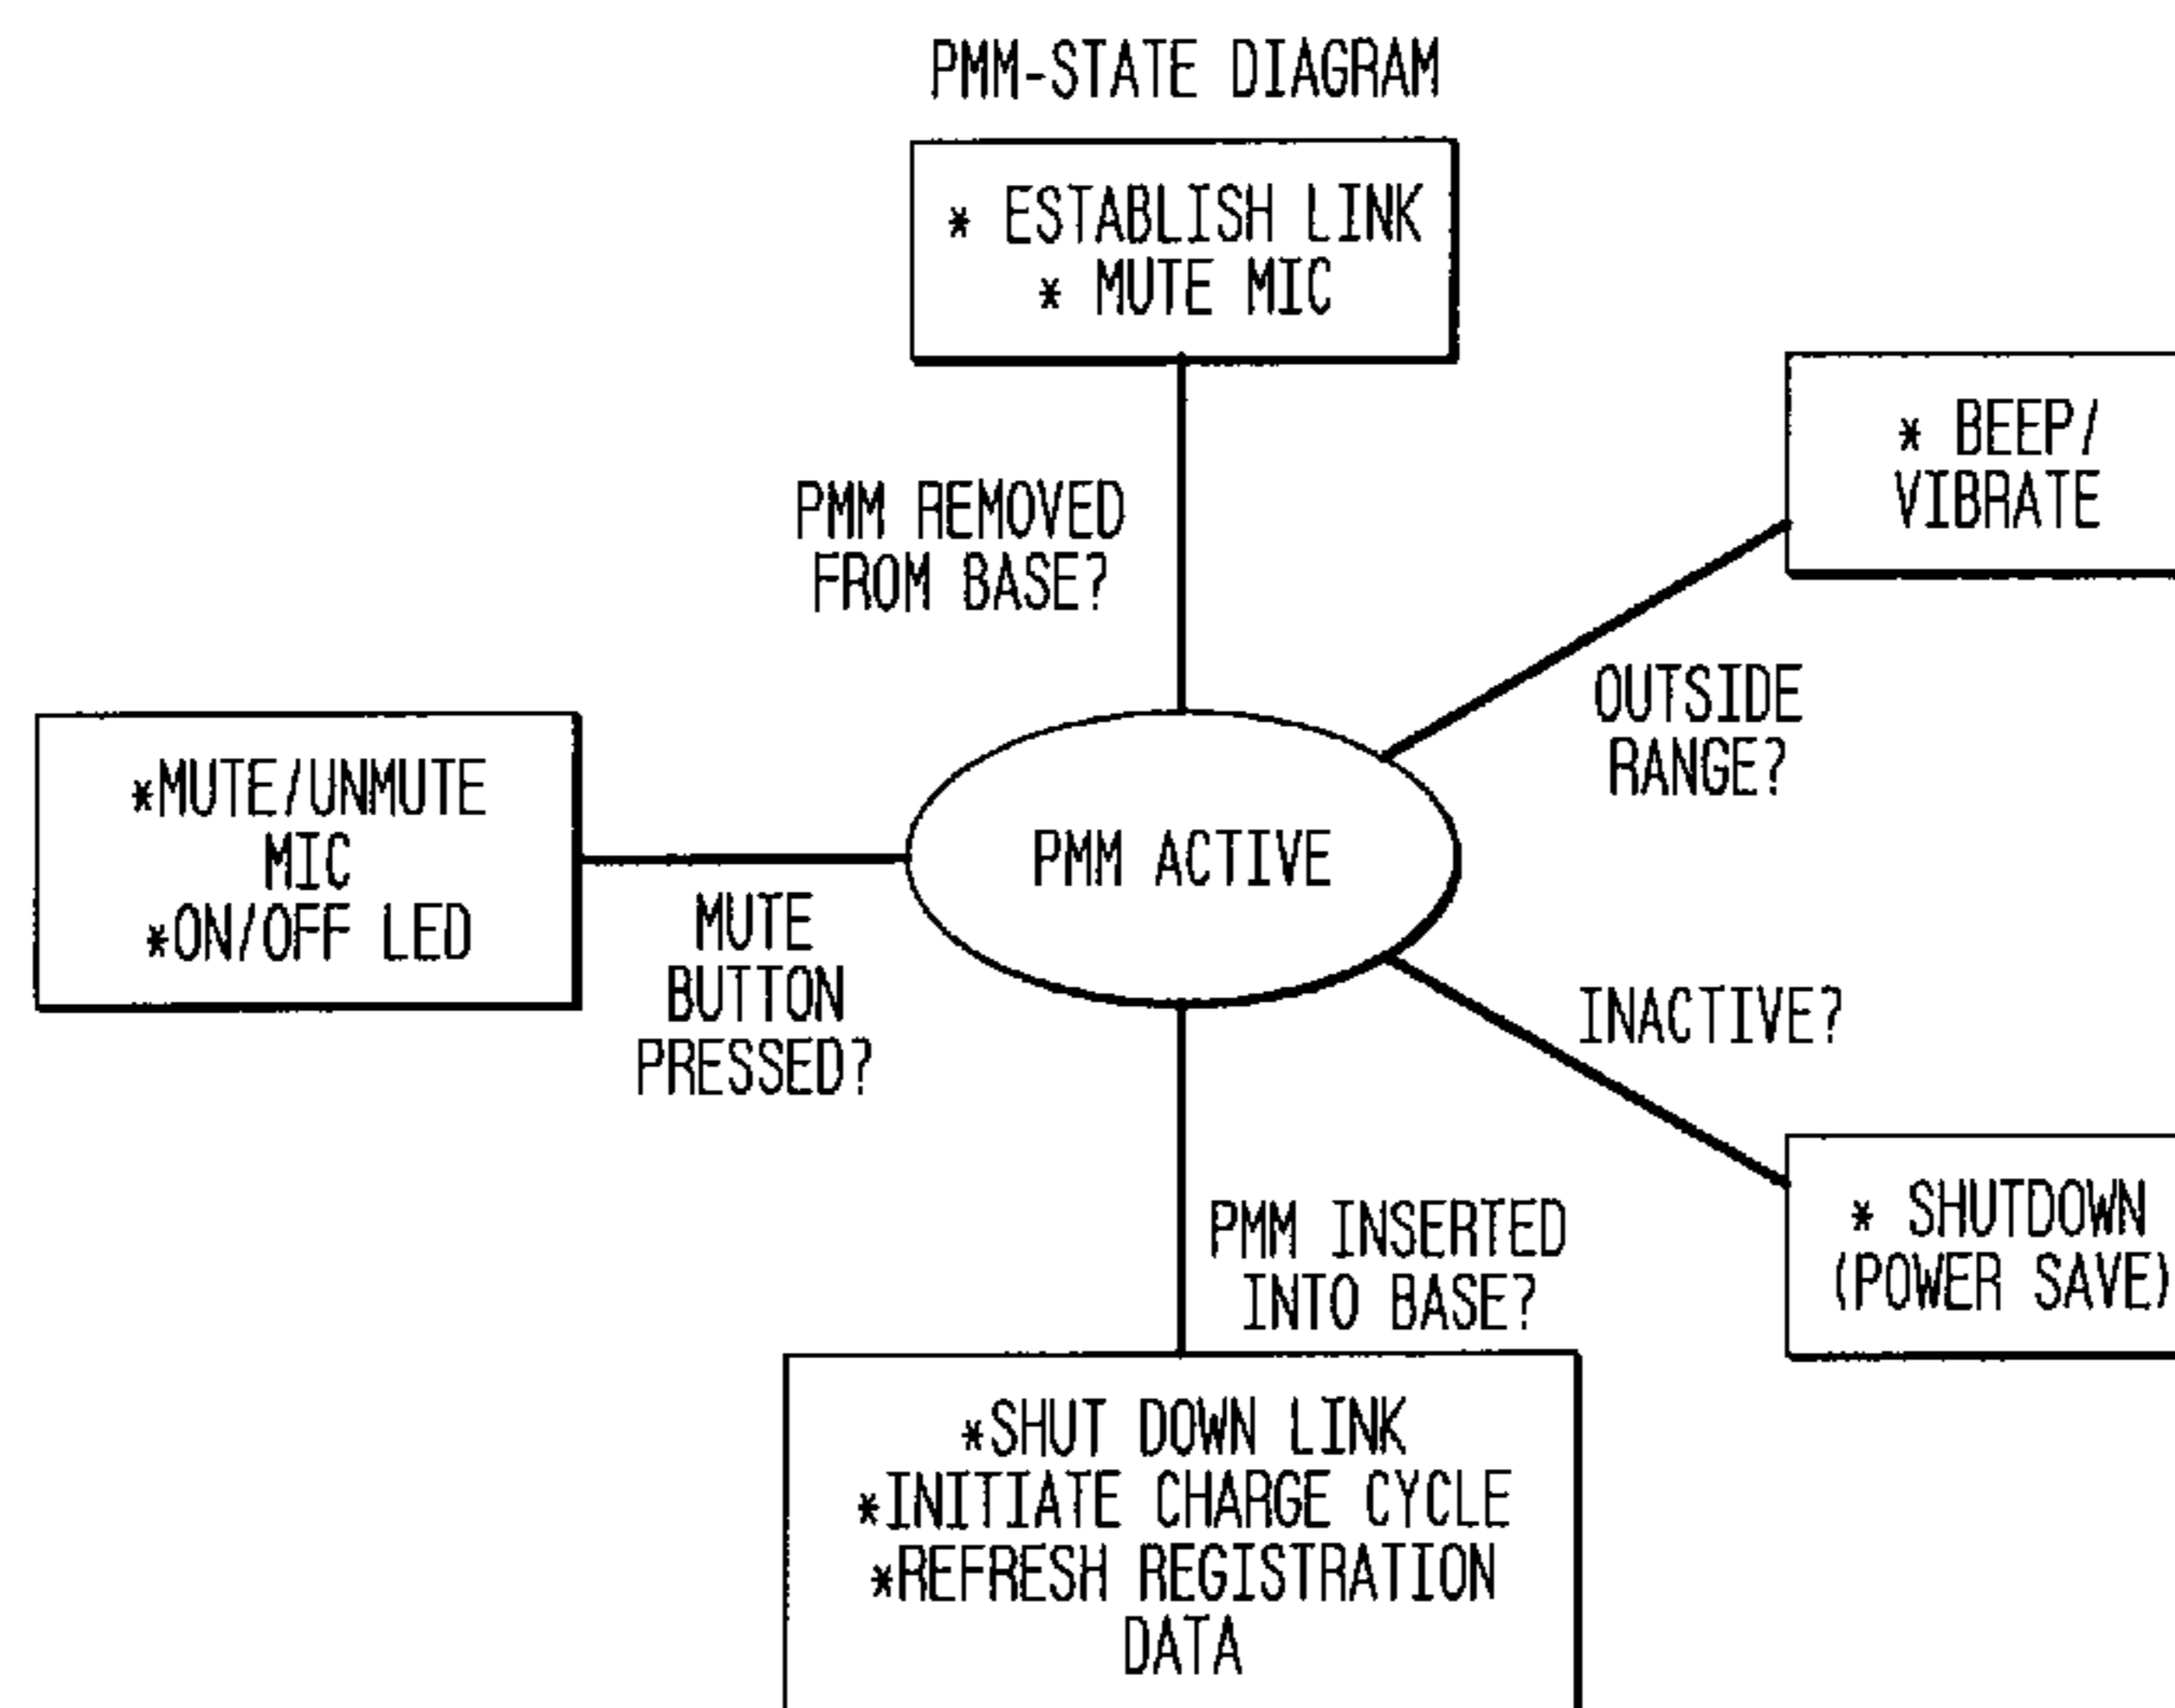 PMM-STATE DIAGRAM
* ESTABLISH LINK
* MUTE MIC
* BEEP/
VIBRATE
PMM REMOVED
FROM BASE?
OUTSIDE
RANGE?
*MUTE/UNMUTE
MIC
*ON/OFF LED
PMM ACTIVE
MUTE
BUTTON
PRESSED?
INACTIVE?
* SHUTDOWN
(POWER SAVE)
PMM INSERTED
INTO BASE?
*SHUT DOWN LINK
*INITIATE CHARGE CYCLE
*REFRESH REGISTRATION
DATA